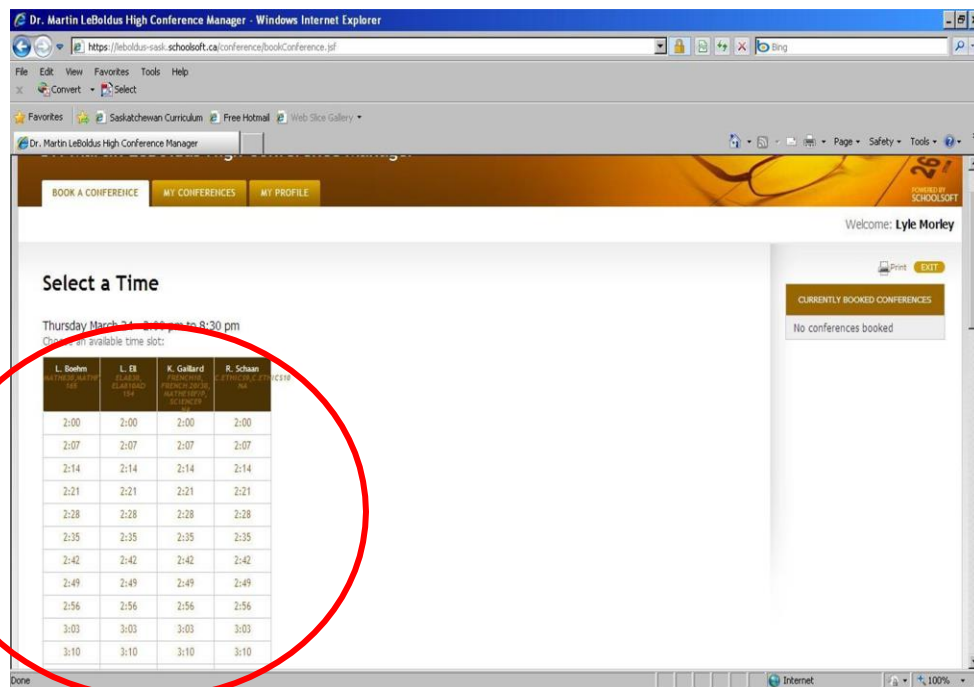 Dr. Martin LeBoldus High Conference Manager - Windows Internet Explorer
https://leboldus-sask.schoolsoft.ca/conference/bookConference.jsf
Bing
File Edit View Favorites Tools Help
x Convert Select
Favorites Saskatchewan Curriculum Free Hotmail Web Slice Gallery
Dr. Martin LeBoldus High Conference Manager
Page Safety Tools
Dr. Martin LeBoldus High Conference Manager
BOOK A CONFERENCE MY CONFERENCES MY PROFILE
26
POWERED BY
SCHOOLSOFT
Welcome: Lyle Morley
Print EXIT
Select a Time
CURRENTLY BOOKED CONFERENCES
No conferences booked
Thursday March pm to 8:30 pm
Choose an available time slot:
L. Boehm L. Ell K. Gaillard R. Schaan
2:00 2:00 2:00 2:00
2:07 2:07 2:07 2:07
2:14 2:14 2:14 2:14
2:21 2:21 2:21 2:21
2:28 2:28 2:28 2:28
2:35 2:35 2:35 2:35
2:42 2:42 2:42 2:42
2:49 2:49 2:49 2:49
2:56 2:56 2:56 2:56
3:03 3:03 3:03 3:03
3:10 3:10 3:10 3:10
Done Internet 100%